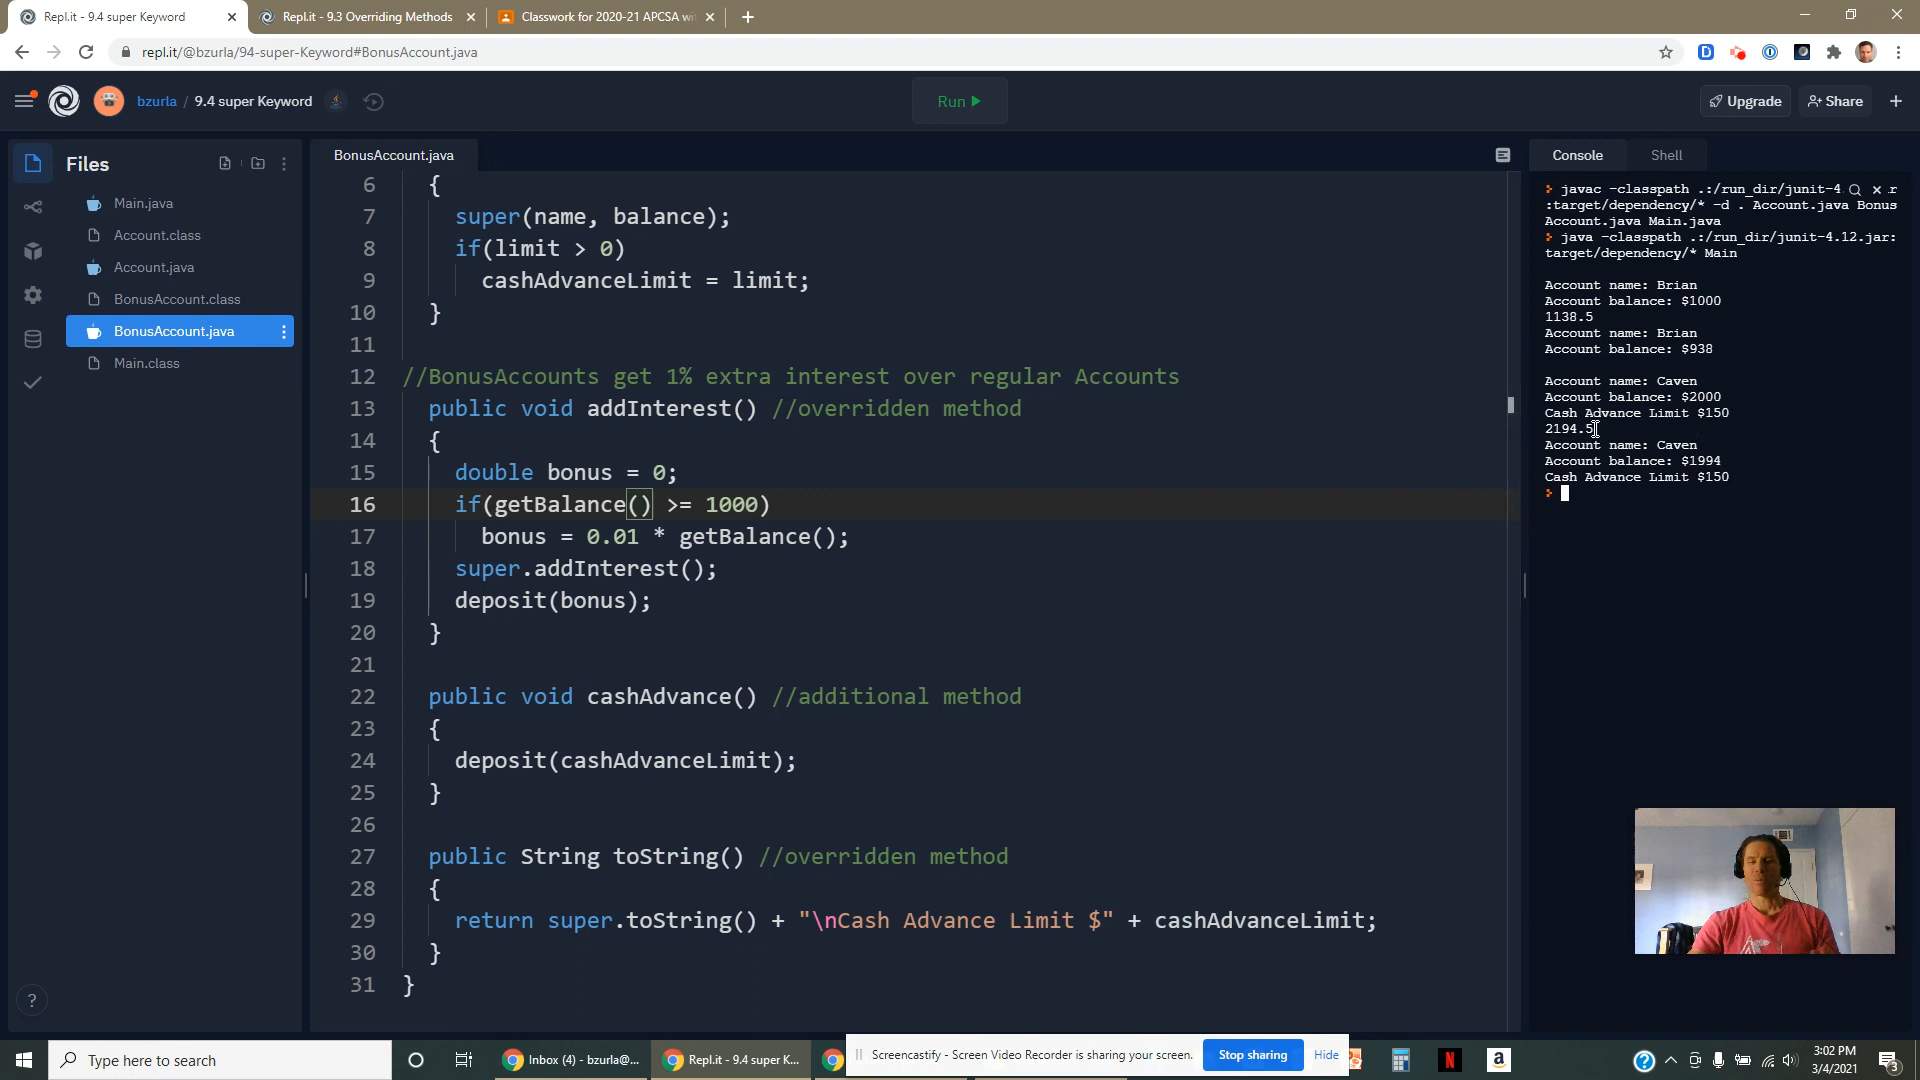 Repl.it - 9.4 super Keyword
Repl.it - 9.3 Overriding Methods
Classwork for 2020-21 APCSA wi
repl.it/@bzurla/94-super-Keyword#BonusAccount.java
bzurla / 9.4 super Keyword
Run
Upgrade
Share
Files
Main.java
Account.class
Account.java
BonusAccount.class
BonusAccount.java
Main.class
BonusAccount.java
6 {
7 super(name, balance);
8 if(limit > 0)
9 cashAdvanceLimit = limit;
10 }
11
12 //BonusAccounts get 1% extra interest over regular Accounts
13 public void addInterest() //overridden method
14 {
15 double bonus = 0;
16 if(getBalance() >= 1000)
17 bonus = 0.01 * getBalance();
18 super.addInterest();
19 deposit(bonus);
20 }
21
22 public void cashAdvance() //additional method
23 {
24 deposit(cashAdvanceLimit);
25 }
26
27 public String toString() //overridden method
28 {
29 return super.toString() + "\nCash Advance Limit $" + cashAdvanceLimit;
30 }
31 }
Console
Shell
javac -classpath .:/run_dir/junit-4. r
:target/dependency/* -d . Account.java Bonus
Account.java Main.java
java -classpath .:/run_dir/junit-4.12.jar:
target/dependency/* Main
Account name: Brian
Account balance: $1000
1138.5
Account name: Brian
Account balance: $938
Account name: Caven
Account balance: $2000
Cash Advance Limit $150
2194.5
Account name: Caven
Account balance: $1994
Cash Advance Limit $150
?
Type here to search
Inbox (4) - bzurla@...
Repl.it - 9.4 super K...
Screencastify - Screen Video Recorder is sharing your screen.
Stop sharing
Hide
3:02 PM
3/4/2021
3